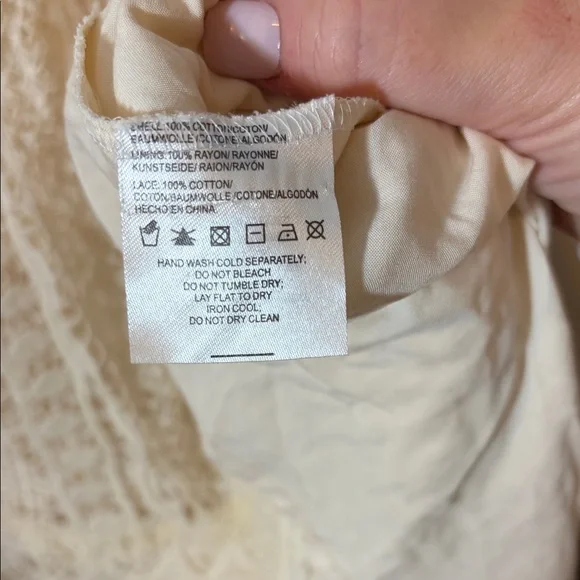 SHELL: 100% COTTON/COTON/
BAUMWOLLE /COTONE/ALGODÓN
LINING: 100% RAYON/ RAYONNE/
KUNSTSEIDE/ RAION/RAYÓN
LACE: 100% COTTON/
COTON/BAUMWOLLE /COTONE/ALGODÓN
HECHO EN CHINA
HAND WASH COLD SEPARATELY;
DO NOT BLEACH
DO NOT TUMBLE DRY;
LAY FLAT TO DRY
IRON COOL;
DO NOT DRY CLEAN